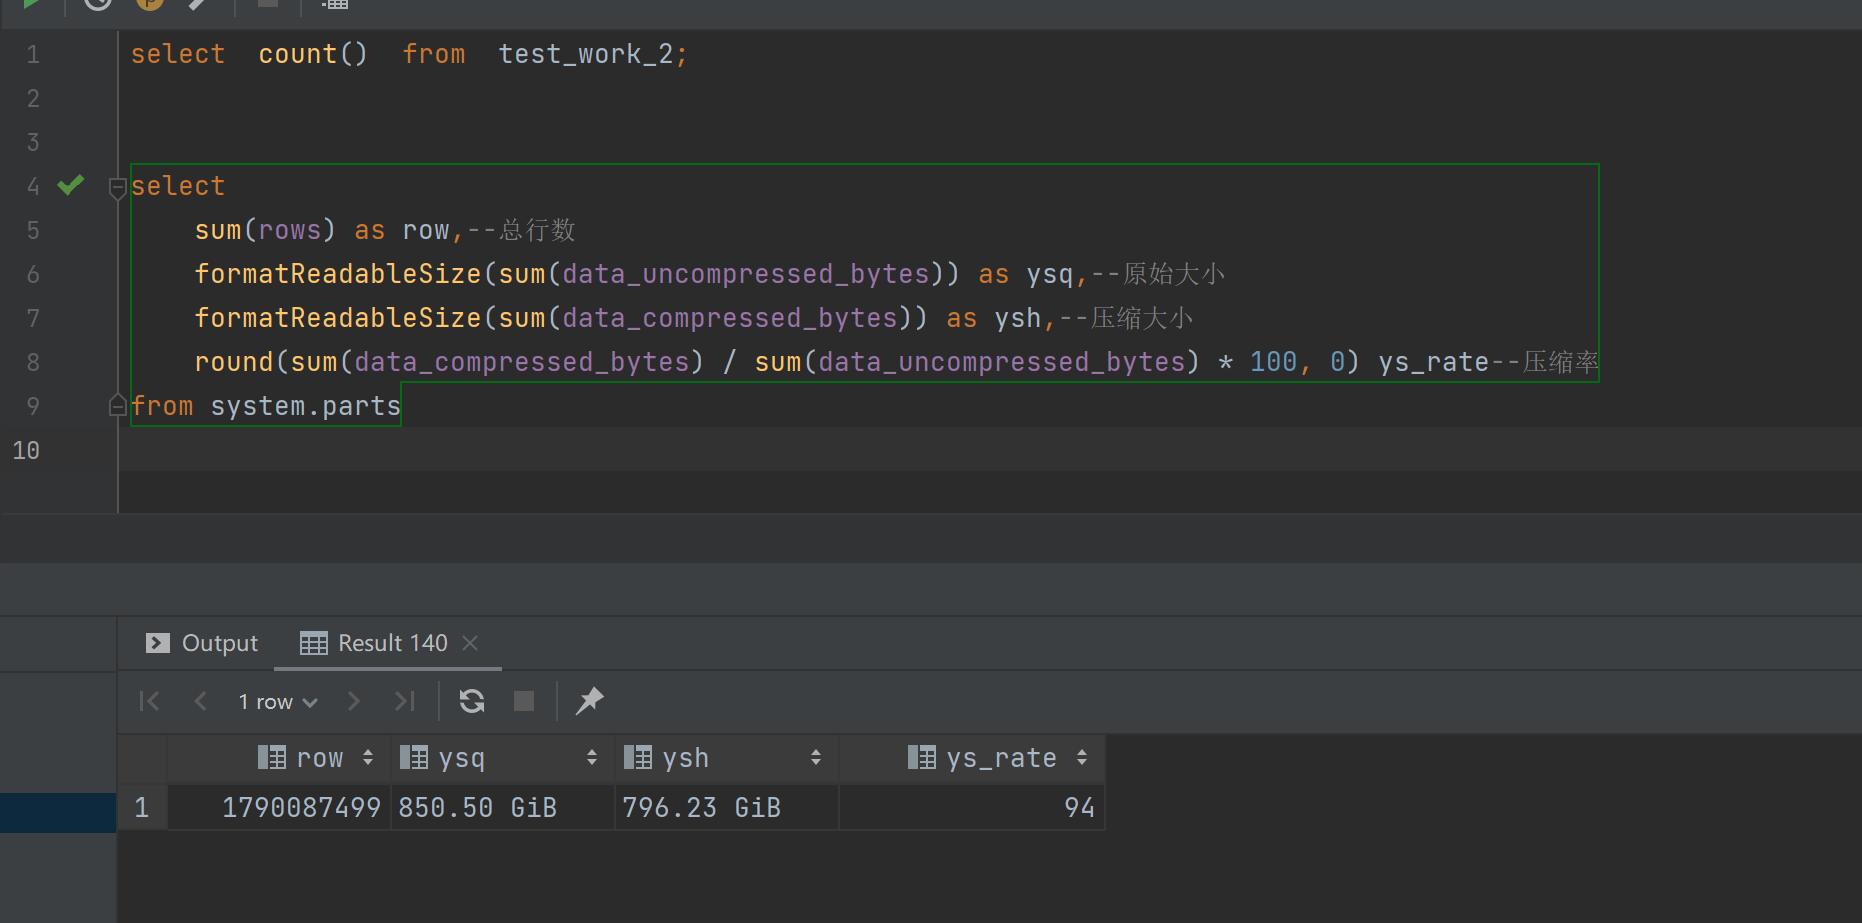 1 select  count()  from  test_work_2;
2
3
4 select
5 sum(rows) as row,--总行数
6 formatReadableSize(sum(data_uncompressed_bytes)) as ysq,--原始大小
7 formatReadableSize(sum(data_compressed_bytes)) as ysh,--压缩大小
8 round(sum(data_compressed_bytes) / sum(data_uncompressed_bytes) * 100, 0) ys_rate--压缩率
9 from system.parts
10
Output Result 140
1 row
row ysq ysh ys_rate
1 1790087499 850.50 GiB 796.23 GiB 94